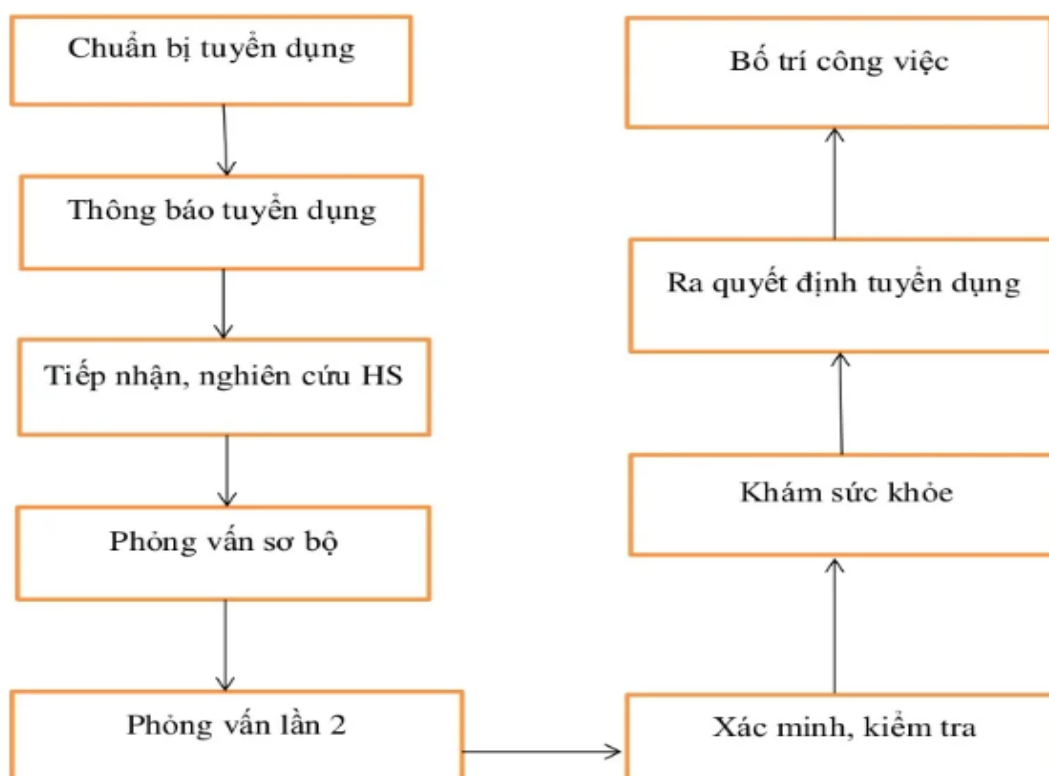 Chuẩn bị tuyển dụng
Thông báo tuyển dụng
Tiếp nhận, nghiên cứu HS
Phỏng vấn sơ bộ
Phỏng vấn lần 2
Xác minh, kiểm tra
Khám sức khỏe
Ra quyết định tuyển dụng
Bố trí công việc